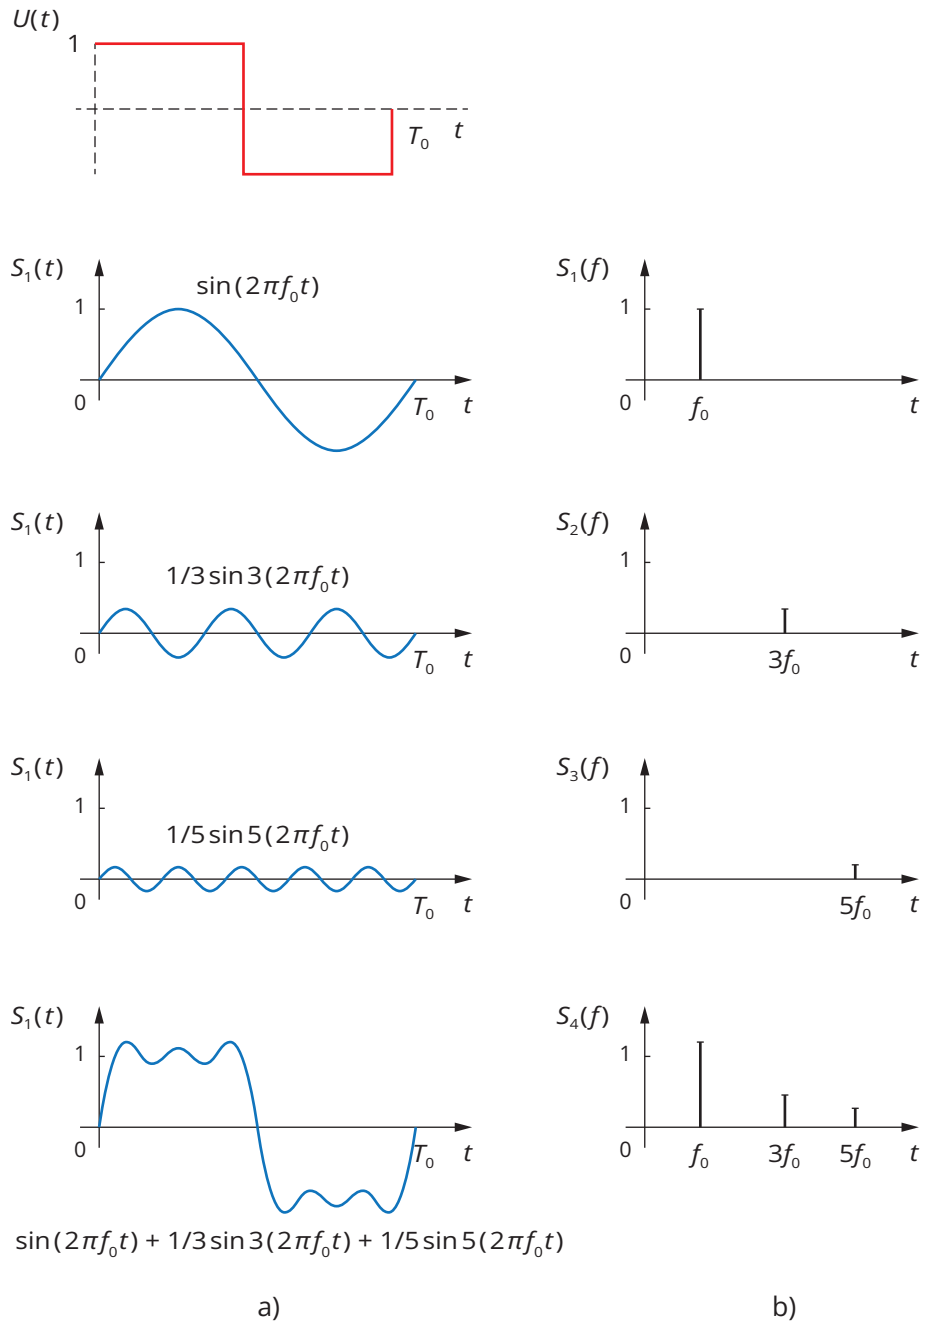 U(t)
1
T₀ t
S₁(t)
sin(2πf₀t)
1
0
T₀ t
S₁(f)
1
0
f₀
t
S₁(t)
1
1/3 sin 3(2πf₀t)
0
T₀ t
S₂(f)
1
0
3f₀
t
S₁(t)
1
1/5 sin 5(2πf₀t)
0
T₀ t
S₃(f)
1
0
5f₀
t
S₁(t)
1
0
T₀ t
S₄(f)
1
0
f₀ 3f₀ 5f₀ t
sin(2πf₀t) + 1/3 sin 3(2πf₀t) + 1/5 sin 5(2πf₀t)
a) b)